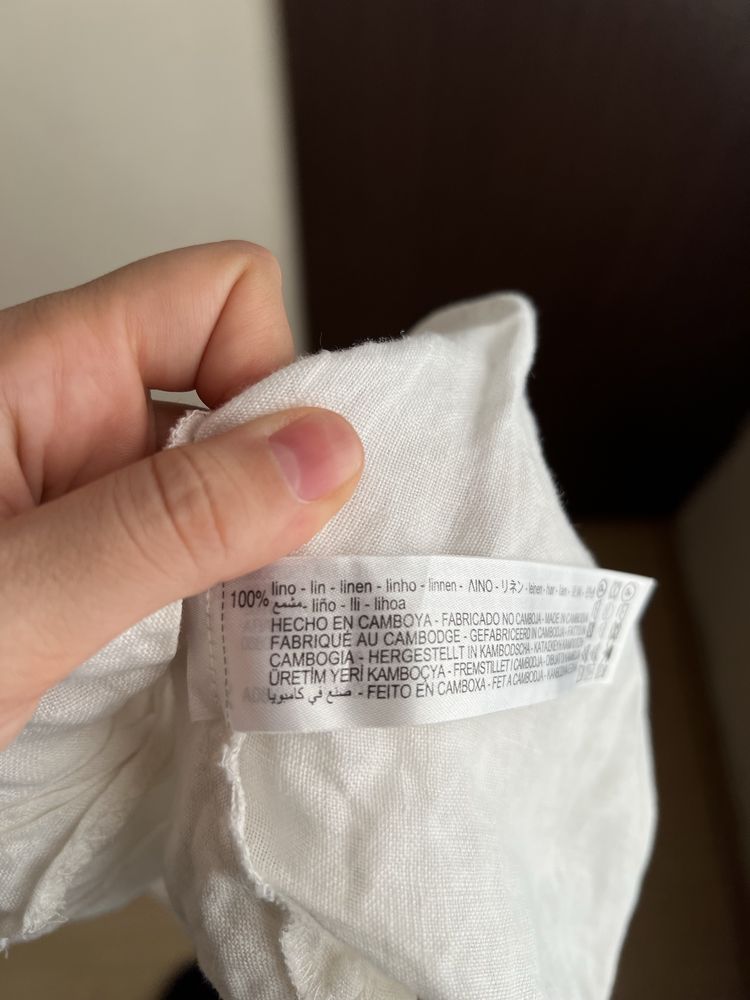 100% lino - lin - linen - linho - linnen - ΛΙΝΟ - リネン - leinen - hør -
مشمع - liño - lli - lihoa
HECHO EN CAMBOYA - FABRICADO NO CAMBOJA - MADE IN
FABRIQUÉ AU CAMBODGE - GEFABRICEERD IN CAMBODJA -
CAMBOGIA - HERGESTELLT IN KAMBODSCHA -
ÜRETİM YERİ KAMBOÇYA - FREMSTILLET I CAMBODJA -
صنع في كامبوديا - FEITO EN CAMBOXA - FET A CAMBODJA -